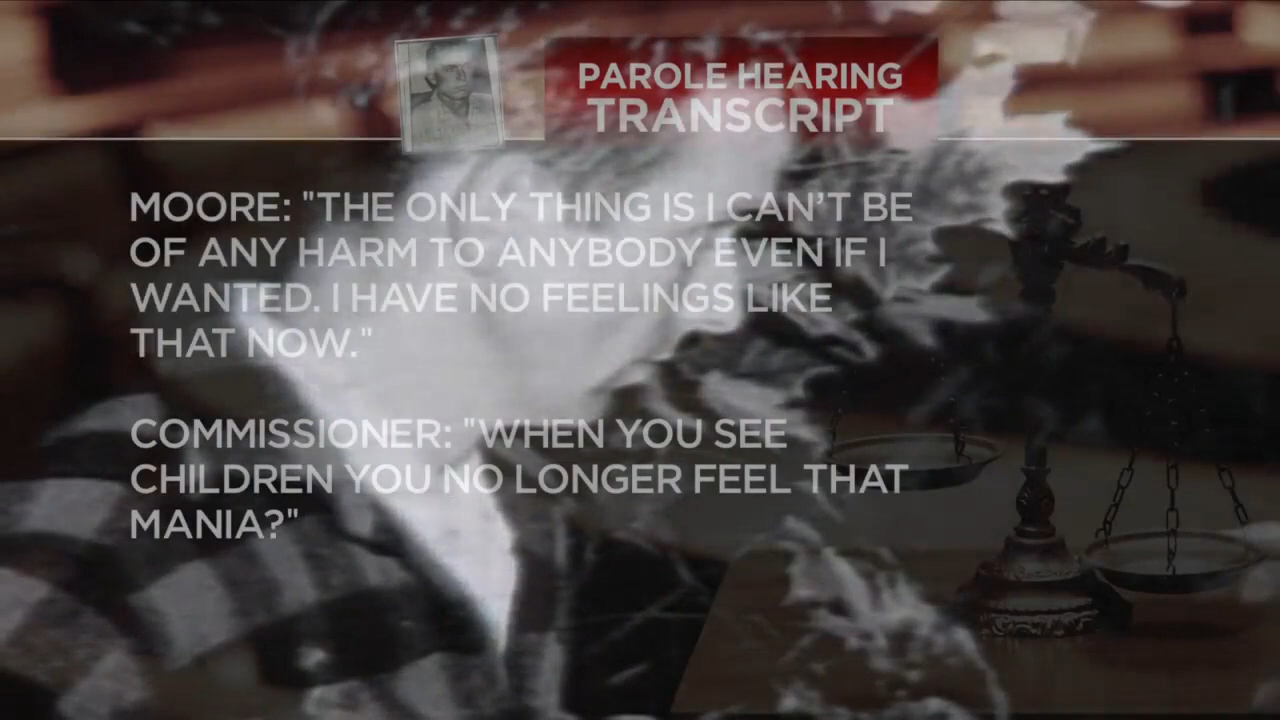 PAROLE HEARING
TRANSCRIPT
MOORE: "THE ONLY THING IS I CAN'T BE
OF ANY HARM TO ANYBODY EVEN IF I
WANTED. I HAVE NO FEELINGS LIKE
THAT NOW."
COMMISSIONER: "WHEN YOU SEE
CHILDREN YOU NO LONGER FEEL THAT
MANIA?"